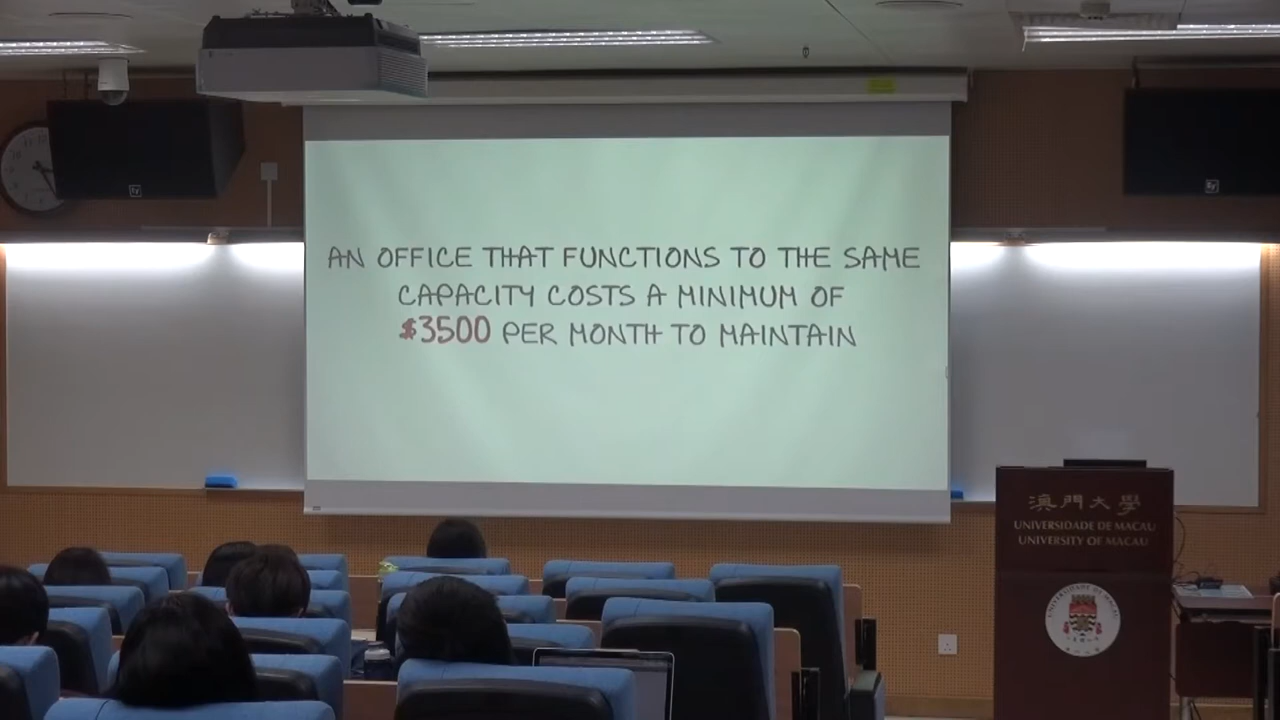 AN OFFICE THAT FUNCTIONS TO THE SAME
CAPACITY COSTS A MINIMUM OF
$3500 PER MONTH TO MAINTAIN
澳門大學
UNIVERSIDADE DE MACAU
UNIVERSITY OF MACAU